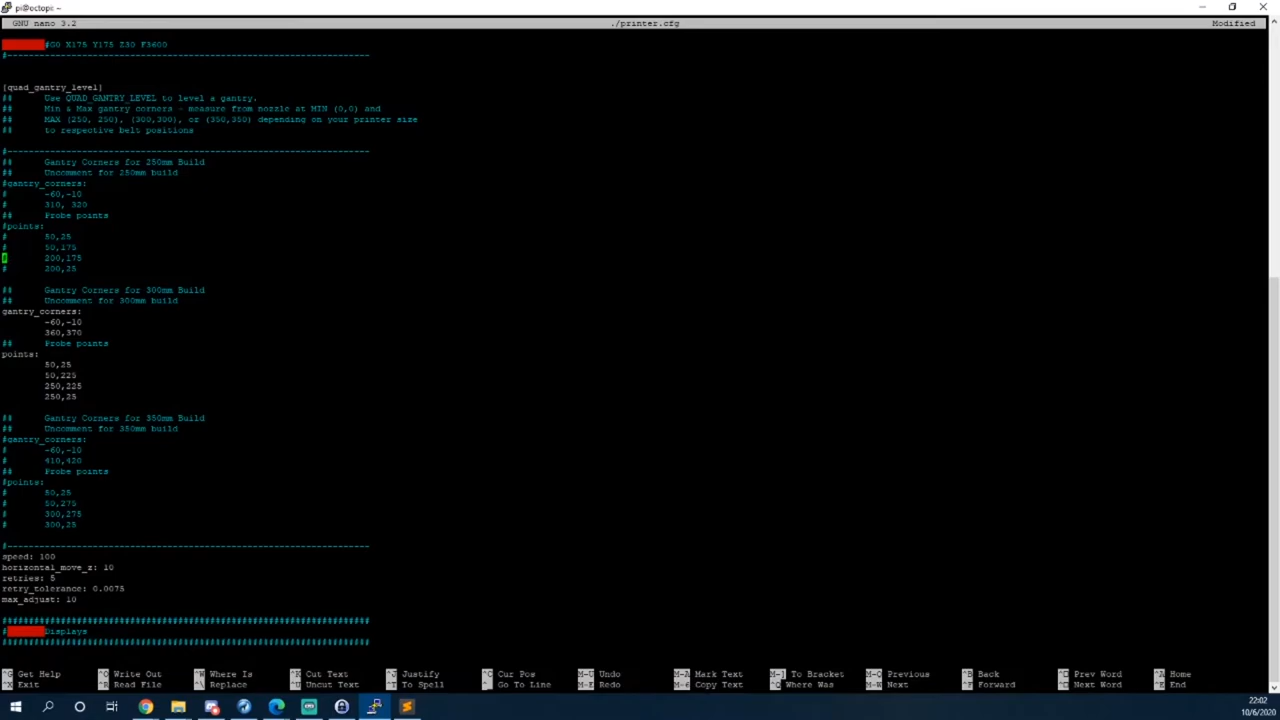 pi@octopi: ~
GNU nano 3.2 ./printer.cfg Modified
#G0 X175 Y175 Z30 F3600
#--------------------------------------------------------------------
[quad_gantry_level]
## Use QUAD_GANTRY_LEVEL to level a gantry.
## Min & Max gantry corners - measure from nozzle at MIN (0,0) and
## MAX (250, 250), (300,300), or (350,350) depending on your printer size
## to respective belt positions
#--------------------------------------------------------------------
## Gantry Corners for 250mm Build
## Uncomment for 250mm build
#gantry_corners:
# -60,-10
# 310, 320
## Probe points
#points:
# 50,25
# 50,175
# 200,175
# 200,25
## Gantry Corners for 300mm Build
## Uncomment for 300mm build
gantry_corners:
-60,-10
360,370
## Probe points
points:
50,25
50,225
250,225
250,25
## Gantry Corners for 350mm Build
## Uncomment for 350mm build
#gantry_corners:
# -60,-10
# 410,420
## Probe points
#points:
# 50,25
# 50,275
# 300,275
# 300,25
#--------------------------------------------------------------------
speed: 100
horizontal_move_z: 10
retries: 5
retry_tolerance: 0.0075
max_adjust: 10
#####################################################################
# Displays
#####################################################################
^G Get Help ^O Write Out ^W Where Is ^K Cut Text ^J Justify ^C Cur Pos M-U Undo M-A Mark Text M-] To Bracket M-Q Previous ^B Back ^◀ Prev Word ^A Home
^X Exit ^R Read File ^\ Replace ^U Uncut Text ^T To Spell ^_ Go To Line M-E Redo M-6 Copy Text ^Q Where Was M-W Next ^F Forward ^▶ Next Word ^E End
22:02
10/6/2020